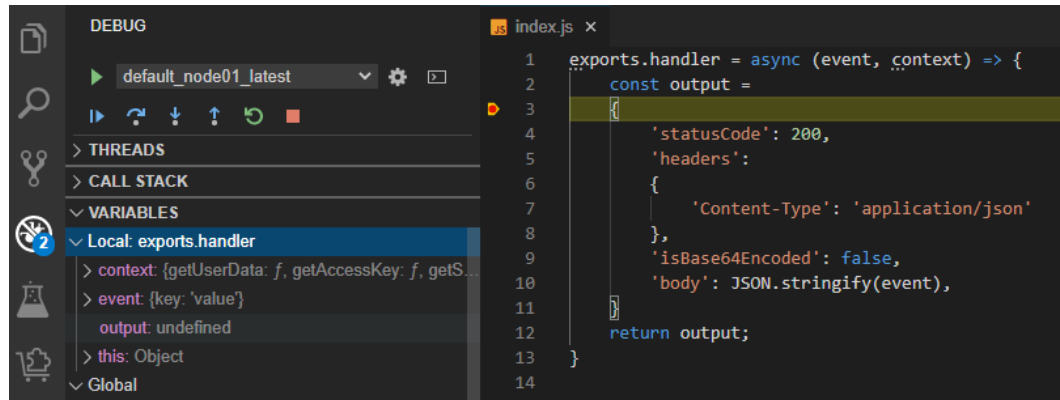 DEBUG
default_node01_latest
> THREADS
> CALL STACK
VARIABLES
Local: exports.handler
> context: {getUserData: ƒ, getAccessKey: ƒ, getS...
> event: {key: 'value'}
output: undefined
> this: Object
Global
2
JS index.js ×
1 exports.handler = async (event, context) => {
2 const output =
3 {
4 'statusCode': 200,
5 'headers':
6 {
7 'Content-Type': 'application/json'
8 },
9 'isBase64Encoded': false,
10 'body': JSON.stringify(event),
11 }
12 return output;
13 }
14